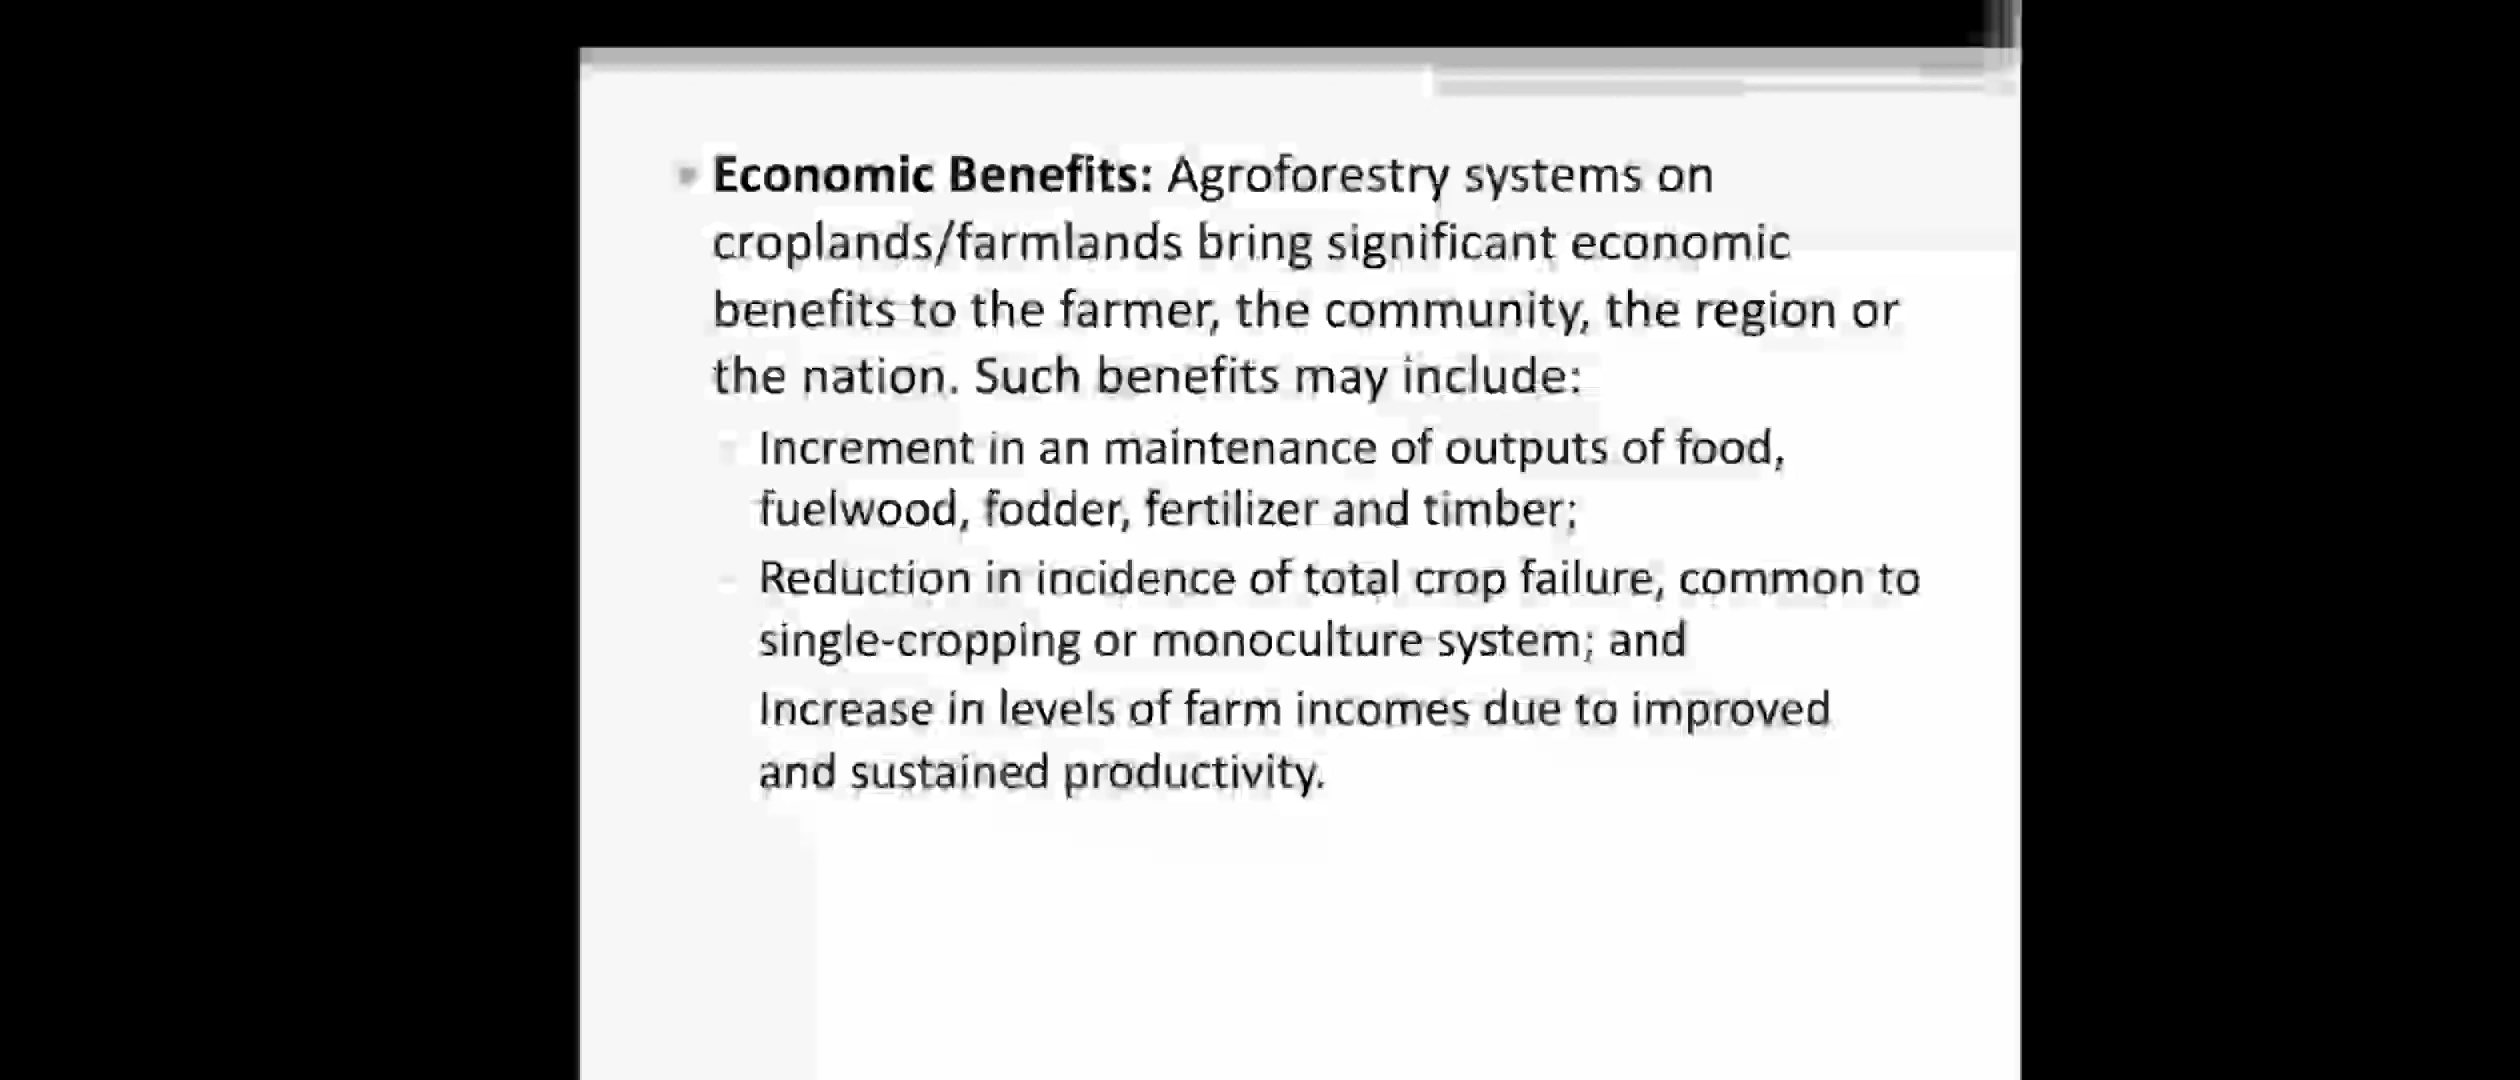 Economic Benefits: Agroforestry systems on
croplands/farmlands bring significant economic
benefits to the farmer, the community, the region or
the nation. Such benefits may include:
Increment in an maintenance of outputs of food,
fuelwood, fodder, fertilizer and timber;
Reduction in incidence of total crop failure, common to
single-cropping or monoculture system; and
Increase in levels of farm incomes due to improved
and sustained productivity.